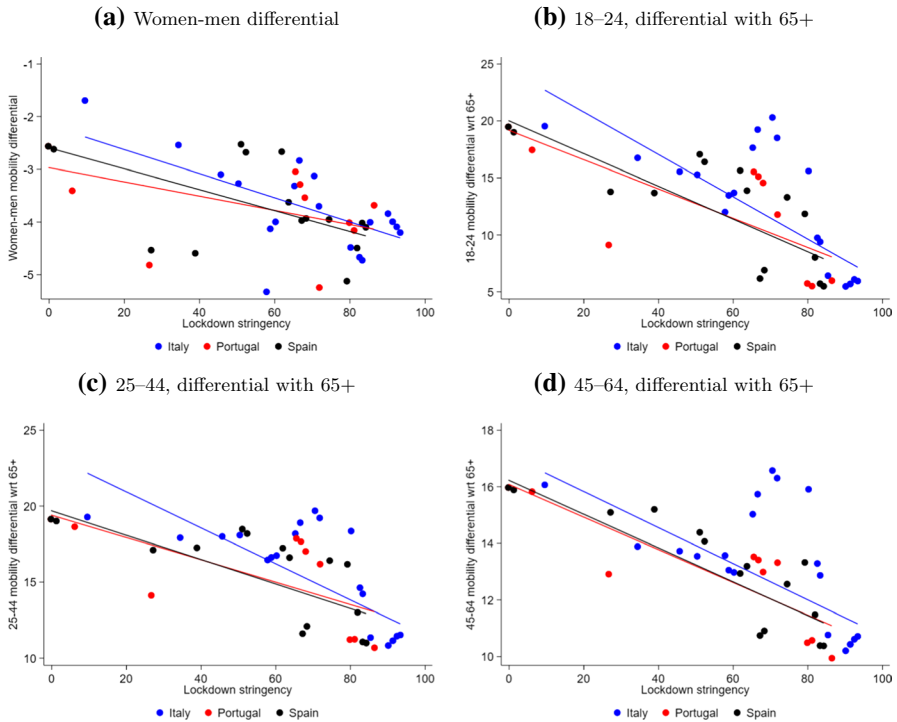 (a) Women-men differential
Women-men mobility differential
-1
-2
-3
-4
-5
0 20 40 60 80 100
Lockdown stringency
Italy Portugal Spain
(b) 18–24, differential with 65+
18-24 mobility differential wrt 65+
25
20
15
10
5
0 20 40 60 80 100
Lockdown stringency
Italy Portugal Spain
(c) 25–44, differential with 65+
25-44 mobility differential wrt 65+
25
20
15
10
0 20 40 60 80 100
Lockdown stringency
Italy Portugal Spain
(d) 45–64, differential with 65+
45-64 mobility differential wrt 65+
18
16
14
12
10
0 20 40 60 80 100
Lockdown stringency
Italy Portugal Spain